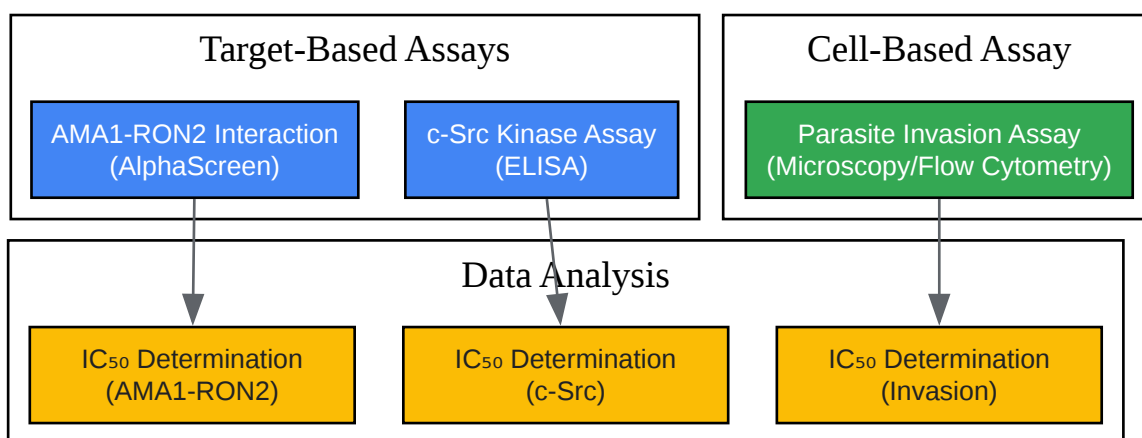 Target-Based Assays
Cell-Based Assay
AMA1-RON2 Interaction
(AlphaScreen)
c-Src Kinase Assay
(ELISA)
Parasite Invasion Assay
(Microscopy/Flow Cytometry)
Data Analysis
IC₅₀ Determination
(AMA1-RON2)
IC₅₀ Determination
(c-Src)
IC₅₀ Determination
(Invasion)